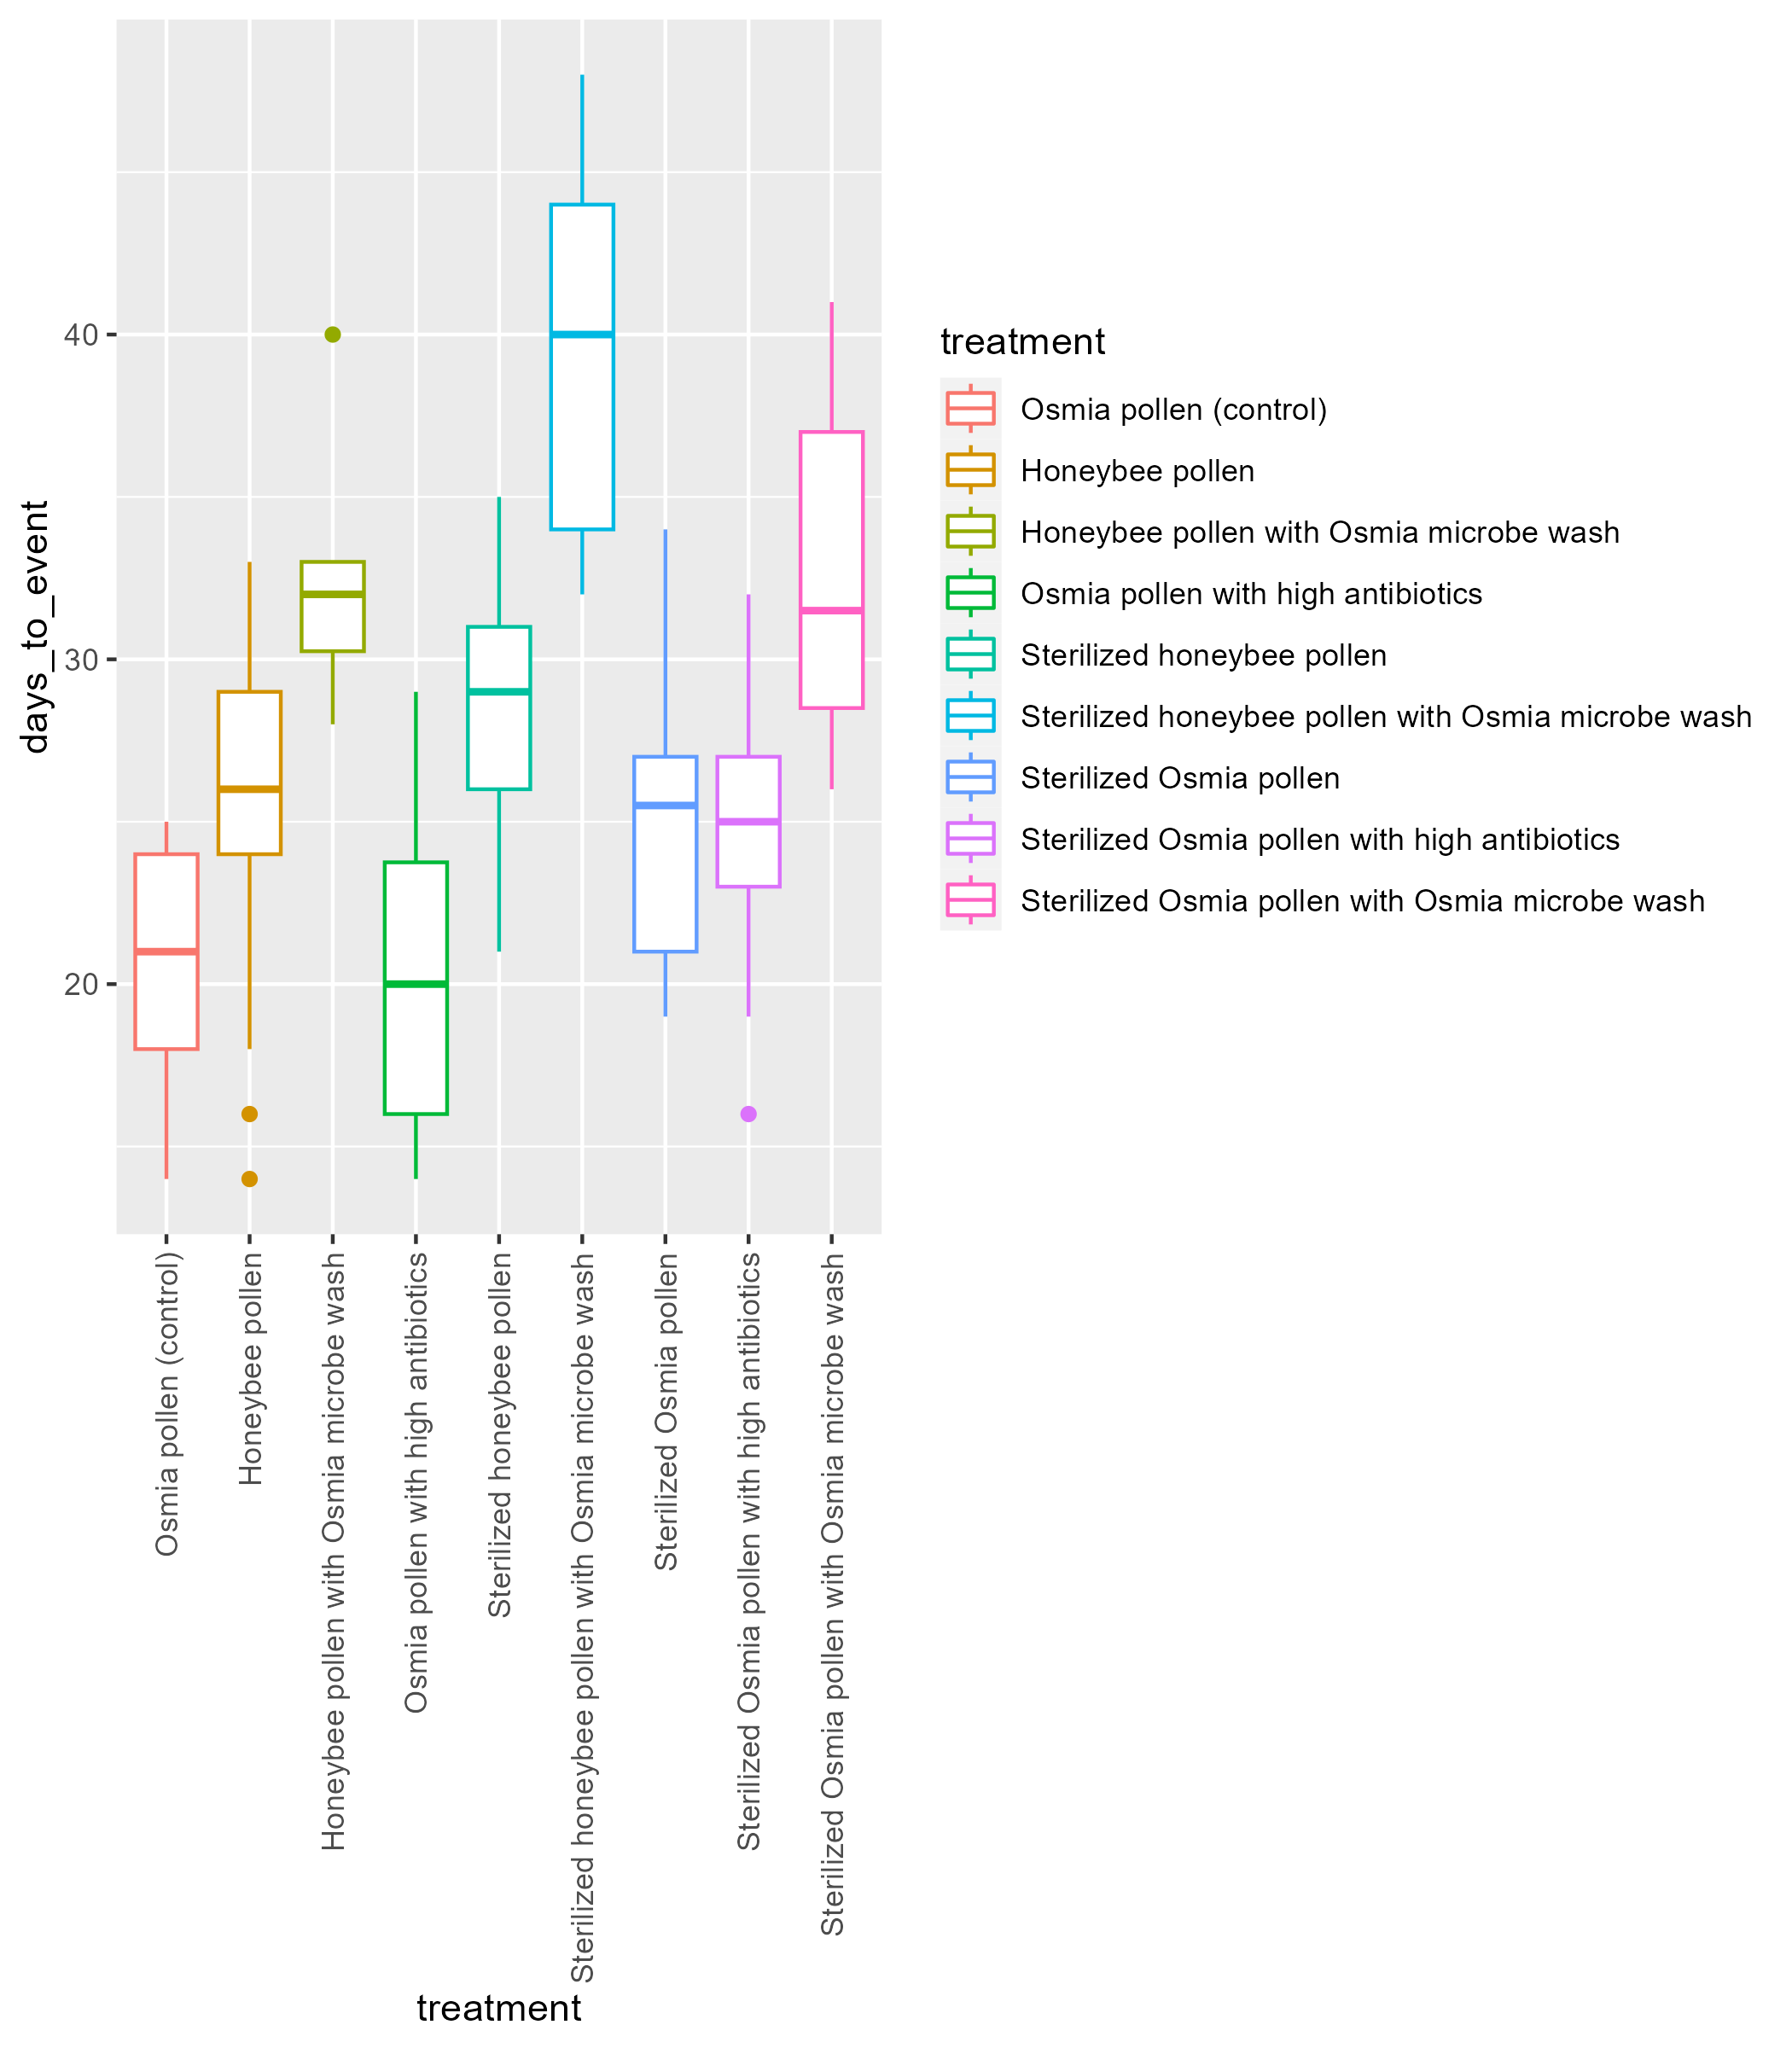 days_to_event
40
30
20
Osmia pollen (control)
Honeybee pollen
Honeybee pollen with Osmia microbe wash
Osmia pollen with high antibiotics
Sterilized honeybee pollen
Sterilized honeybee pollen with Osmia microbe wash
Sterilized Osmia pollen
Sterilized Osmia pollen with high antibiotics
Sterilized Osmia pollen with Osmia microbe wash
treatment
treatment
Osmia pollen (control)
Honeybee pollen
Honeybee pollen with Osmia microbe wash
Osmia pollen with high antibiotics
Sterilized honeybee pollen
Sterilized honeybee pollen with Osmia microbe wash
Sterilized Osmia pollen
Sterilized Osmia pollen with high antibiotics
Sterilized Osmia pollen with Osmia microbe wash